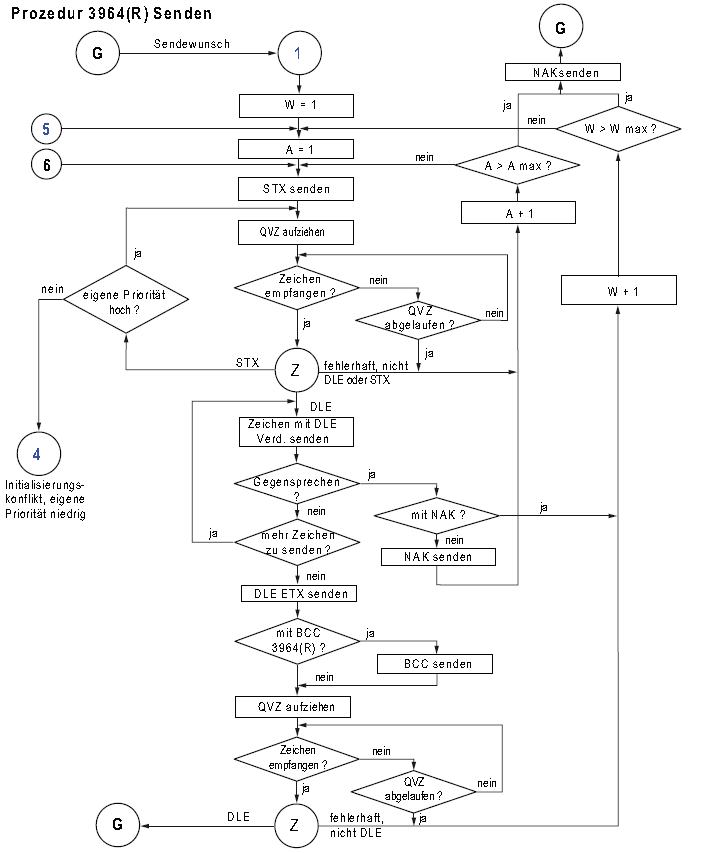 Prozedur 3964(R) Senden
G
Sendewunsch
1
G
NAK senden
ja
ja
W = 1
5
nein
W > W max ?
A = 1
6
nein
A > A max ?
STX senden
A + 1
QVZ aufziehen
ja
Zeichen
empfangen ?
nein
nein
eigene Priorität
hoch ?
QVZ
abgelaufen ?
nein
W + 1
ja
ja
STX
Z
fehlerhaft, nicht
DLE oder STX
DLE
Zeichen mit DLE
Verd. senden
4
Initialisierungs-
konflikt, eigene
Priorität niedrig
Gegensprechen
?
ja
nein
mit NAK ?
ja
ja
mehr Zeichen
zu senden ?
nein
NAK senden
nein
DLE ETX senden
mit BCC
3964(R) ?
ja
BCC senden
nein
QVZ aufziehen
Zeichen
empfangen ?
nein
QVZ
abgelaufen ?
nein
ja
ja
G
DLE
Z
fehlerhaft,
nicht DLE